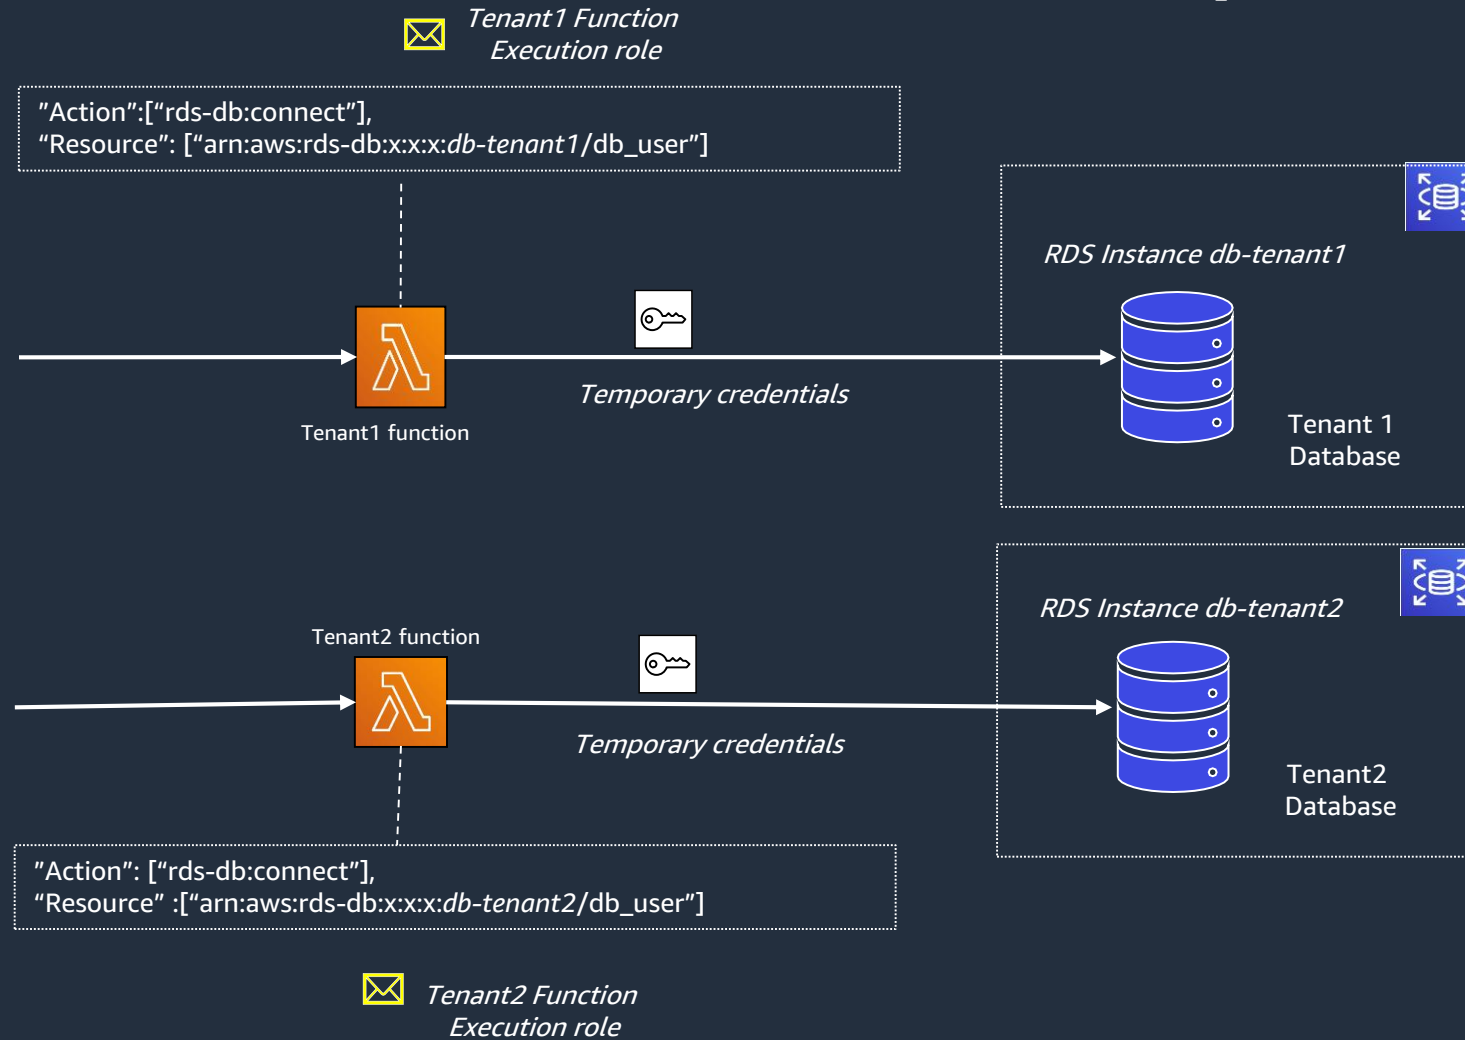 Tenant1 Function
Execution role
"Action":[“rds-db:connect”],
“Resource”: [“arn:aws:rds-db:x:x:x:db-tenant1/db_user”]
RDS Instance db-tenant1
Temporary credentials
Tenant1 function
Tenant 1
Database
RDS Instance db-tenant2
Tenant2 function
Temporary credentials
Tenant2
Database
"Action": [“rds-db:connect”],
“Resource” :[“arn:aws:rds-db:x:x:x:db-tenant2/db_user”]
Tenant2 Function
Execution role